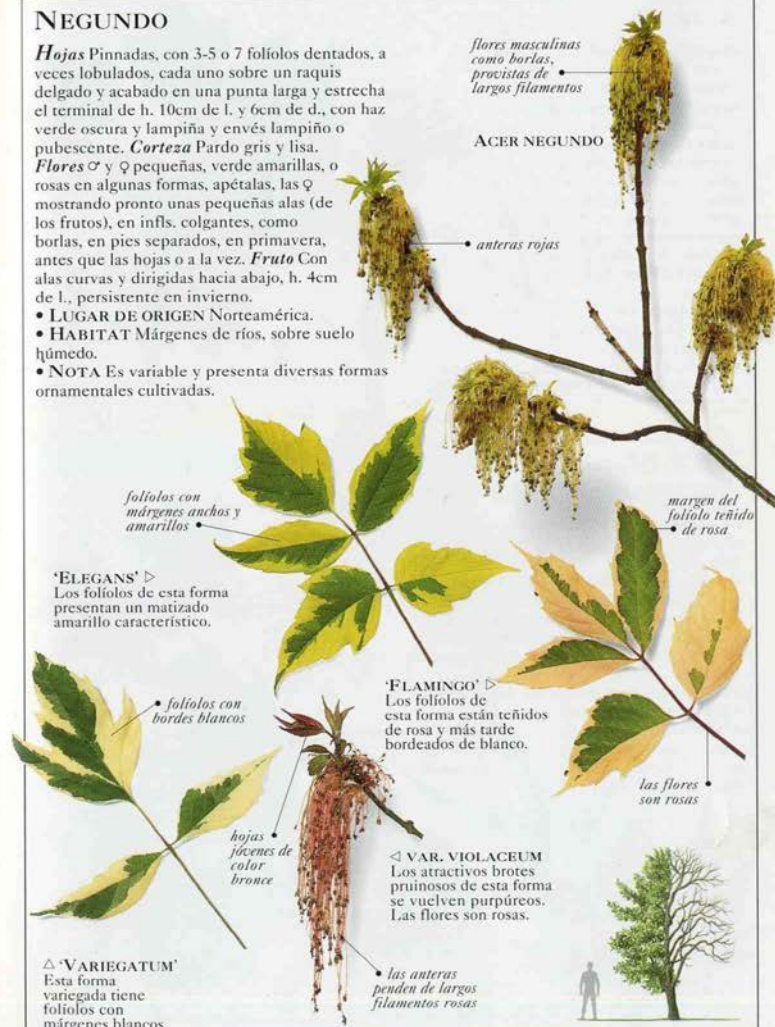 NEGUNDO
Hojas Pinnadas, con 3-5 o 7 folíolos dentados, a
veces lobulados, cada uno sobre un raquis
delgado y acabado en una punta larga y estrecha
el terminal de h. 10cm de l. y 6cm de d., con haz
verde oscura y lampiña y envés lampiño o
pubescente. Corteza Pardo gris y lisa.
Flores ♂ y ♀ pequeñas, verde amarillas, o
rosas en algunas formas, apétalas, las ♀
mostrando pronto unas pequeñas alas (de
los frutos), en infls. colgantes, como
borlas, en pies separados, en primavera,
antes que las hojas o a la vez. Fruto Con
alas curvas y dirigidas hacia abajo, h. 4cm
de l., persistente en invierno.
• LUGAR DE ORIGEN Norteamérica.
• HABITAT Márgenes de ríos, sobre suelo
húmedo.
• NOTA Es variable y presenta diversas formas
ornamentales cultivadas.
flores masculinas
como borlas,
provistas de
largos filamentos
ACER NEGUNDO
anteras rojas
folíolos con
márgenes anchos y
amarillos
'ELEGANS' ▷
Los folíolos de esta forma
presentan un matizado
amarillo característico.
margen del
folíolo teñido
de rosa
'FLAMINGO' ▷
Los folíolos de
esta forma están teñidos
de rosa y más tarde
bordeados de blanco.
las flores
son rosas
folíolos con
bordes blancos
hojas
jóvenes de
color
bronce
◁ VAR. VIOLACEUM
Los atractivos brotes
pruinosos de esta forma
se vuelven purpúreos.
Las flores son rosas.
las anteras
penden de largos
filamentos rosas
△ 'VARIEGATUM'
Esta forma
variegada tiene
folíolos con
márgenes blancos